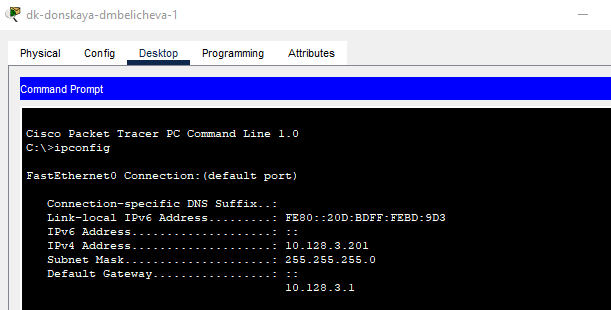 dk-donskaya-dmbelicheva-1
Physical Config Desktop Programming Attributes
Command Prompt
Cisco Packet Tracer PC Command Line 1.0
C:\>ipconfig
FastEthernet0 Connection:(default port)
Connection-specific DNS Suffix..:
Link-local IPv6 Address.........: FE80::20D:BDFF:FEBD:9D3
IPv6 Address....................: ::
IPv4 Address....................: 10.128.3.201
Subnet Mask.....................: 255.255.255.0
Default Gateway.................: ::
10.128.3.1